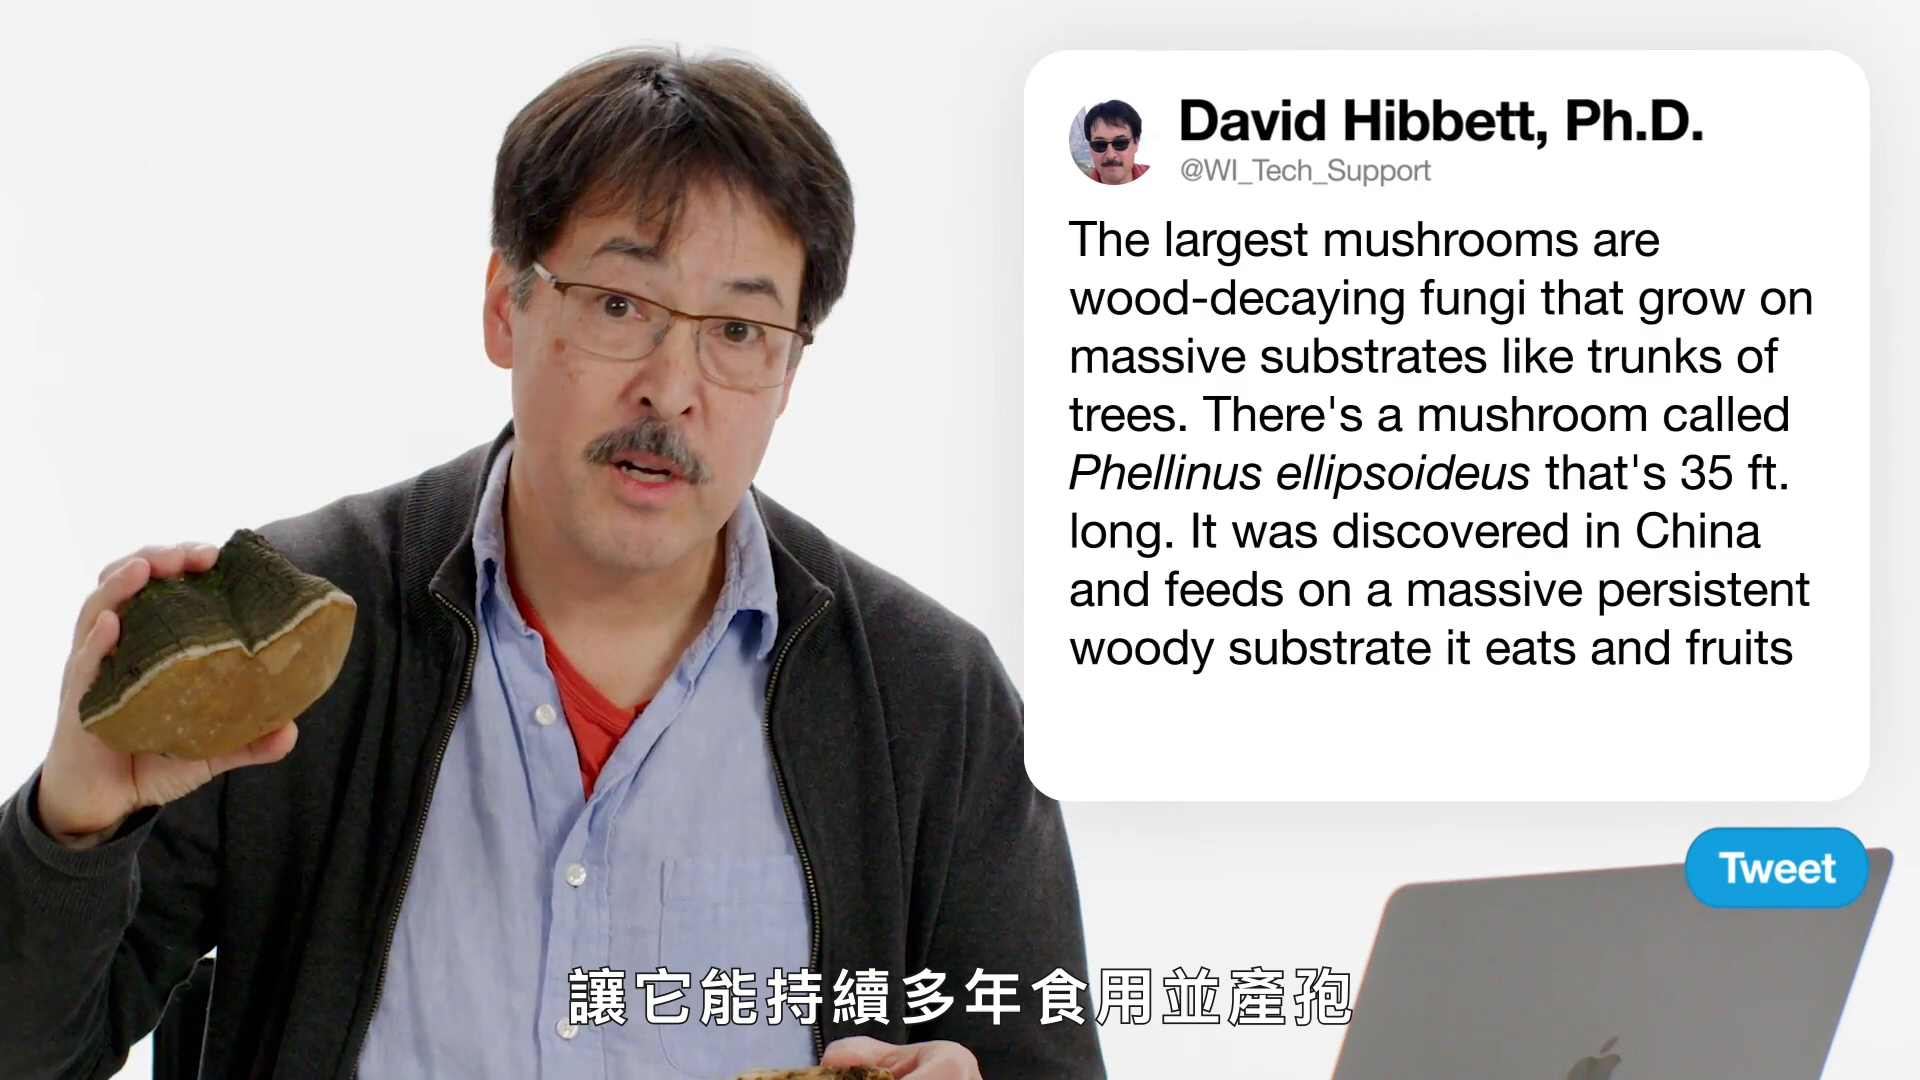 David Hibbett, Ph.D.
@WI_Tech_Support
The largest mushrooms are
wood-decaying fungi that grow on
massive substrates like trunks of
trees. There's a mushroom called
Phellinus ellipsoideus that's 35 ft.
long. It was discovered in China
and feeds on a massive persistent
woody substrate it eats and fruits
Tweet
讓它能持續多年食用並產孢